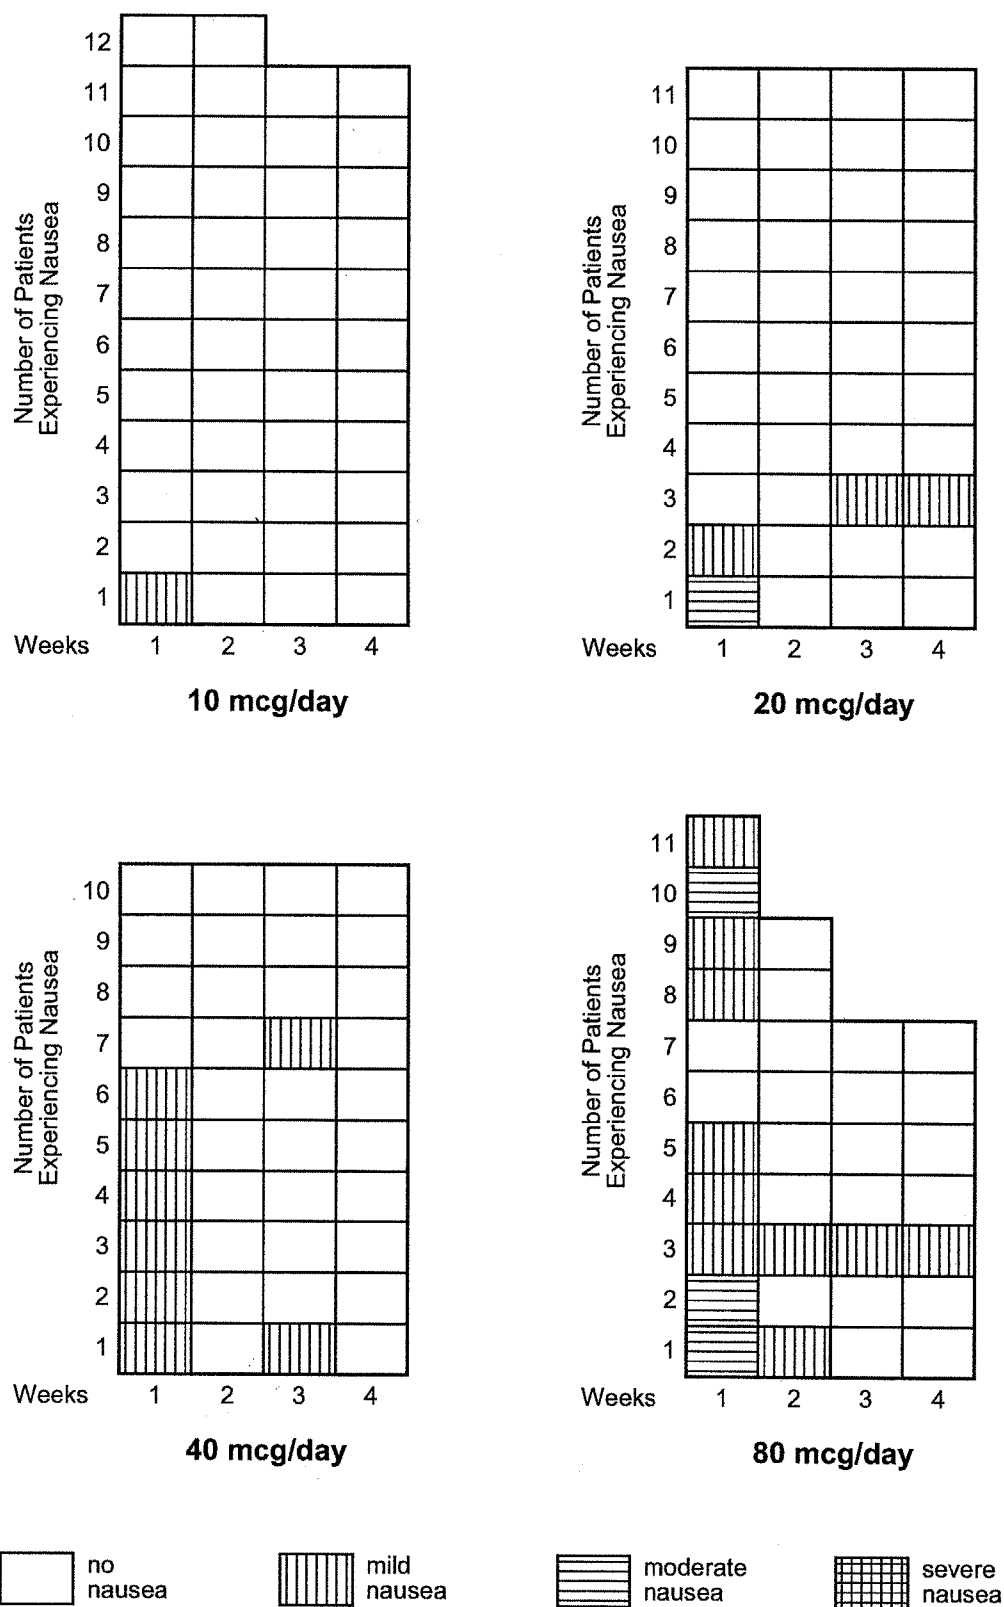 12
11
10
9
8
7
6
5
4
3
2
1
Number of Patients
Experiencing Nausea
Weeks 1 2 3 4
10 mcg/day
11
10
9
8
7
6
5
4
3
2
1
Number of Patients
Experiencing Nausea
Weeks 1 2 3 4
20 mcg/day
10
9
8
7
6
5
4
3
2
1
Number of Patients
Experiencing Nausea
Weeks 1 2 3 4
40 mcg/day
11
10
9
8
7
6
5
4
3
2
1
Number of Patients
Experiencing Nausea
Weeks 1 2 3 4
80 mcg/day
no
nausea
mild
nausea
moderate
nausea
severe
nausea